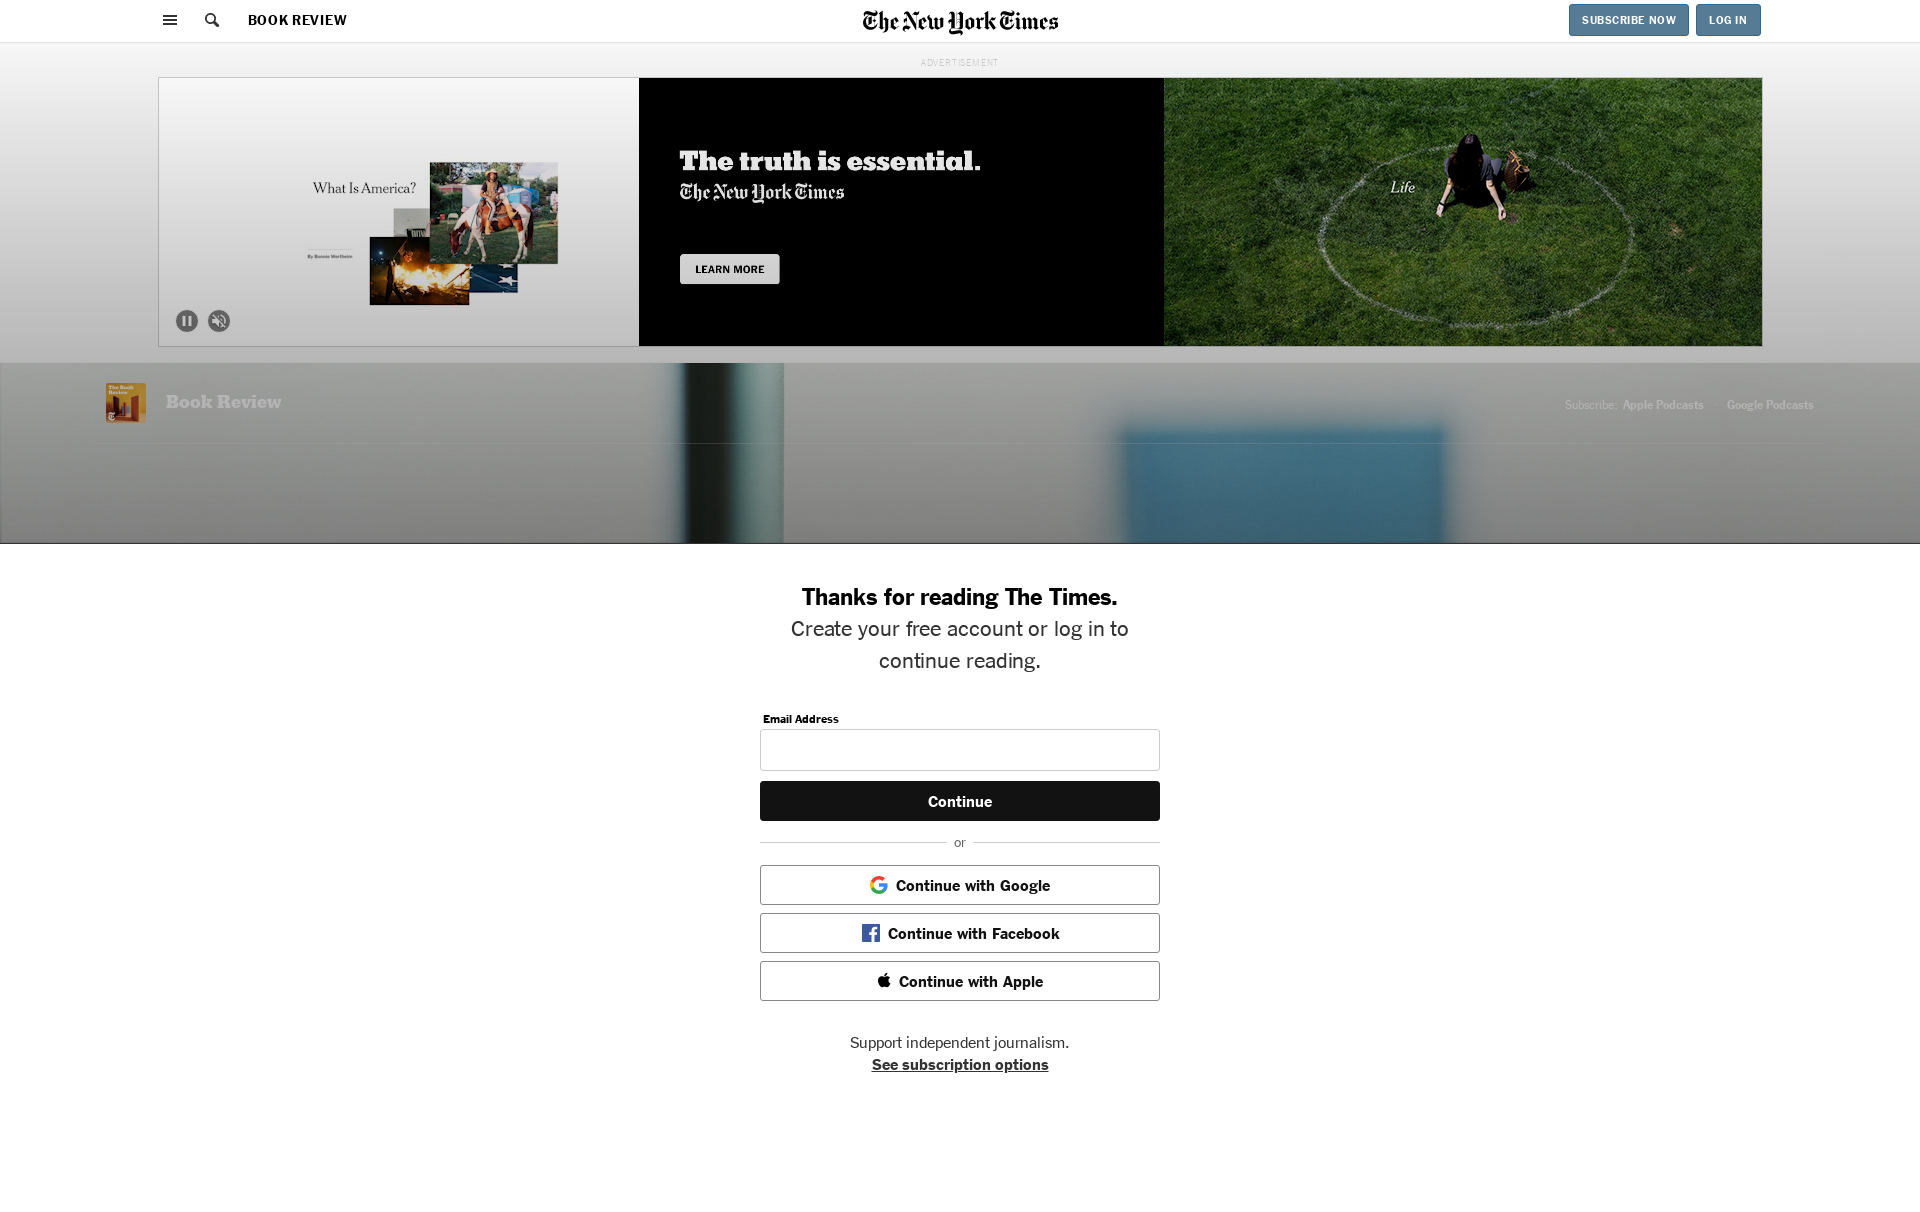 BOOK REVIEW
The New York Times
SUBSCRIBE NOW
LOG IN
ADVERTISEMENT
What Is America?
By Bonnie Wertheim
The truth is essential.
The New York Times
LEARN MORE
Life
The Book
Review
Book Review
Subscribe:
Apple Podcasts
Google Podcasts
Thanks for reading The Times.
Create your free account or log in to
continue reading.
Email Address
Continue
or
Continue with Google
Continue with Facebook
Continue with Apple
Support independent journalism.
See subscription options